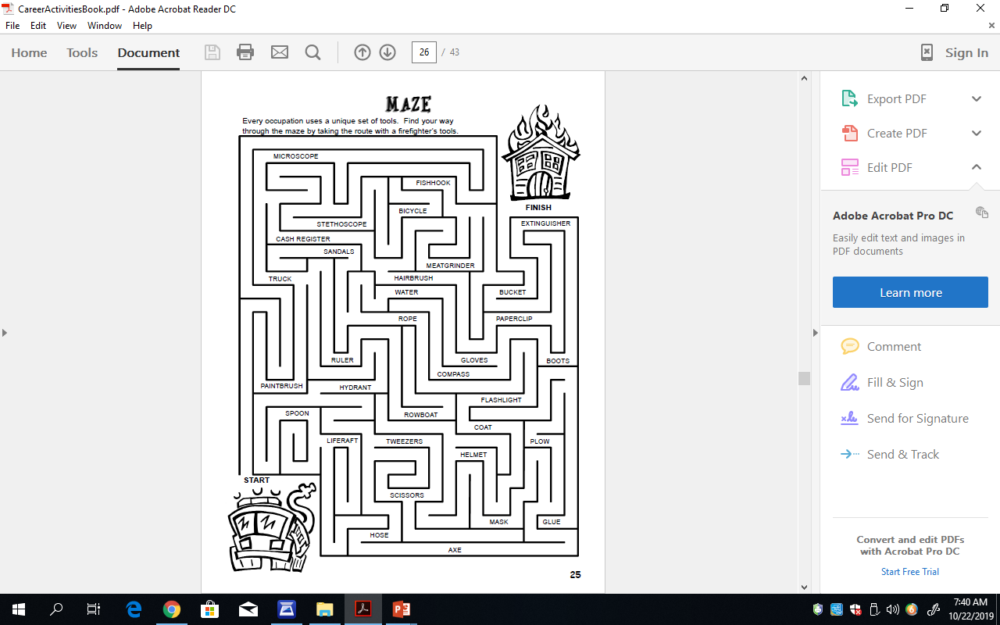 CareerActivitiesBook.pdf - Adobe Acrobat Reader DC
File Edit View Window Help
Home Tools Document 26 / 43 Sign In
MAZE
Every occupation uses a unique set of tools. Find your way
through the maze by taking the route with a firefighter's tools.
MICROSCOPE
FISHHOOK
FINISH
BICYCLE
STETHOSCOPE
EXTINGUISHER
CASH REGISTER
SANDALS
MEATGRINDER
TRUCK
HAIRBRUSH
WATER
BUCKET
ROPE
PAPERCLIP
RULER
GLOVES
BOOTS
COMPASS
PAINTBRUSH
HYDRANT
FLASHLIGHT
SPOON
ROWBOAT
COAT
LIFERAFT
TWEEZERS
PLOW
HELMET
START
SCISSORS
MASK
GLUE
HOSE
AXE
25
Export PDF
Create PDF
Edit PDF
Adobe Acrobat Pro DC
Easily edit text and images in
PDF documents
Learn more
Comment
Fill & Sign
Send for Signature
Send & Track
Convert and edit PDFs
with Acrobat Pro DC
Start Free Trial
7:40 AM
10/22/2019